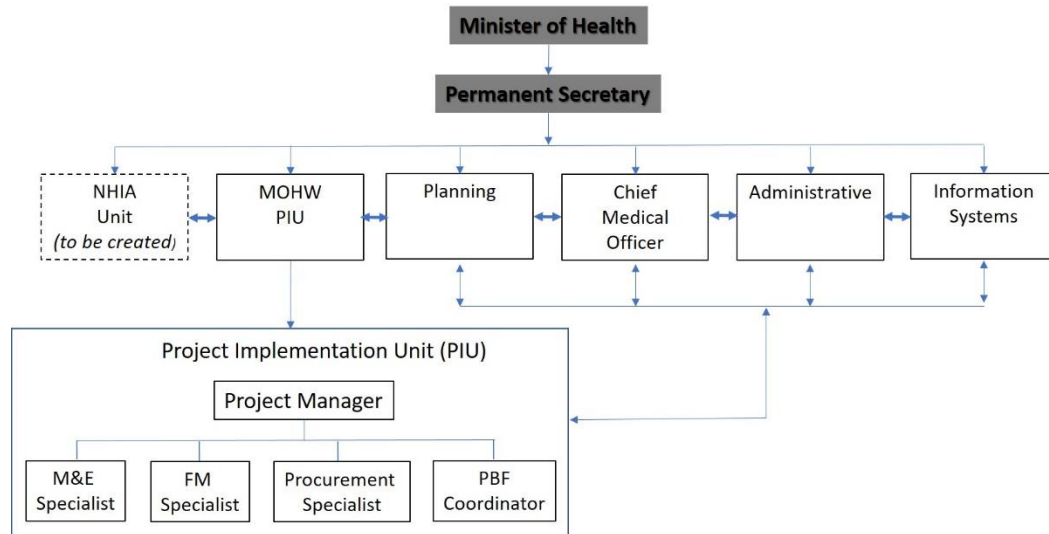 Minister of Health
Permanent Secretary
NHIA
Unit
(to be created)
MOHW
PIU
Planning
Chief
Medical
Officer
Administrative
Information
Systems
Project Implementation Unit (PIU)
Project Manager
M&E
Specialist
FM
Specialist
Procurement
Specialist
PBF
Coordinator